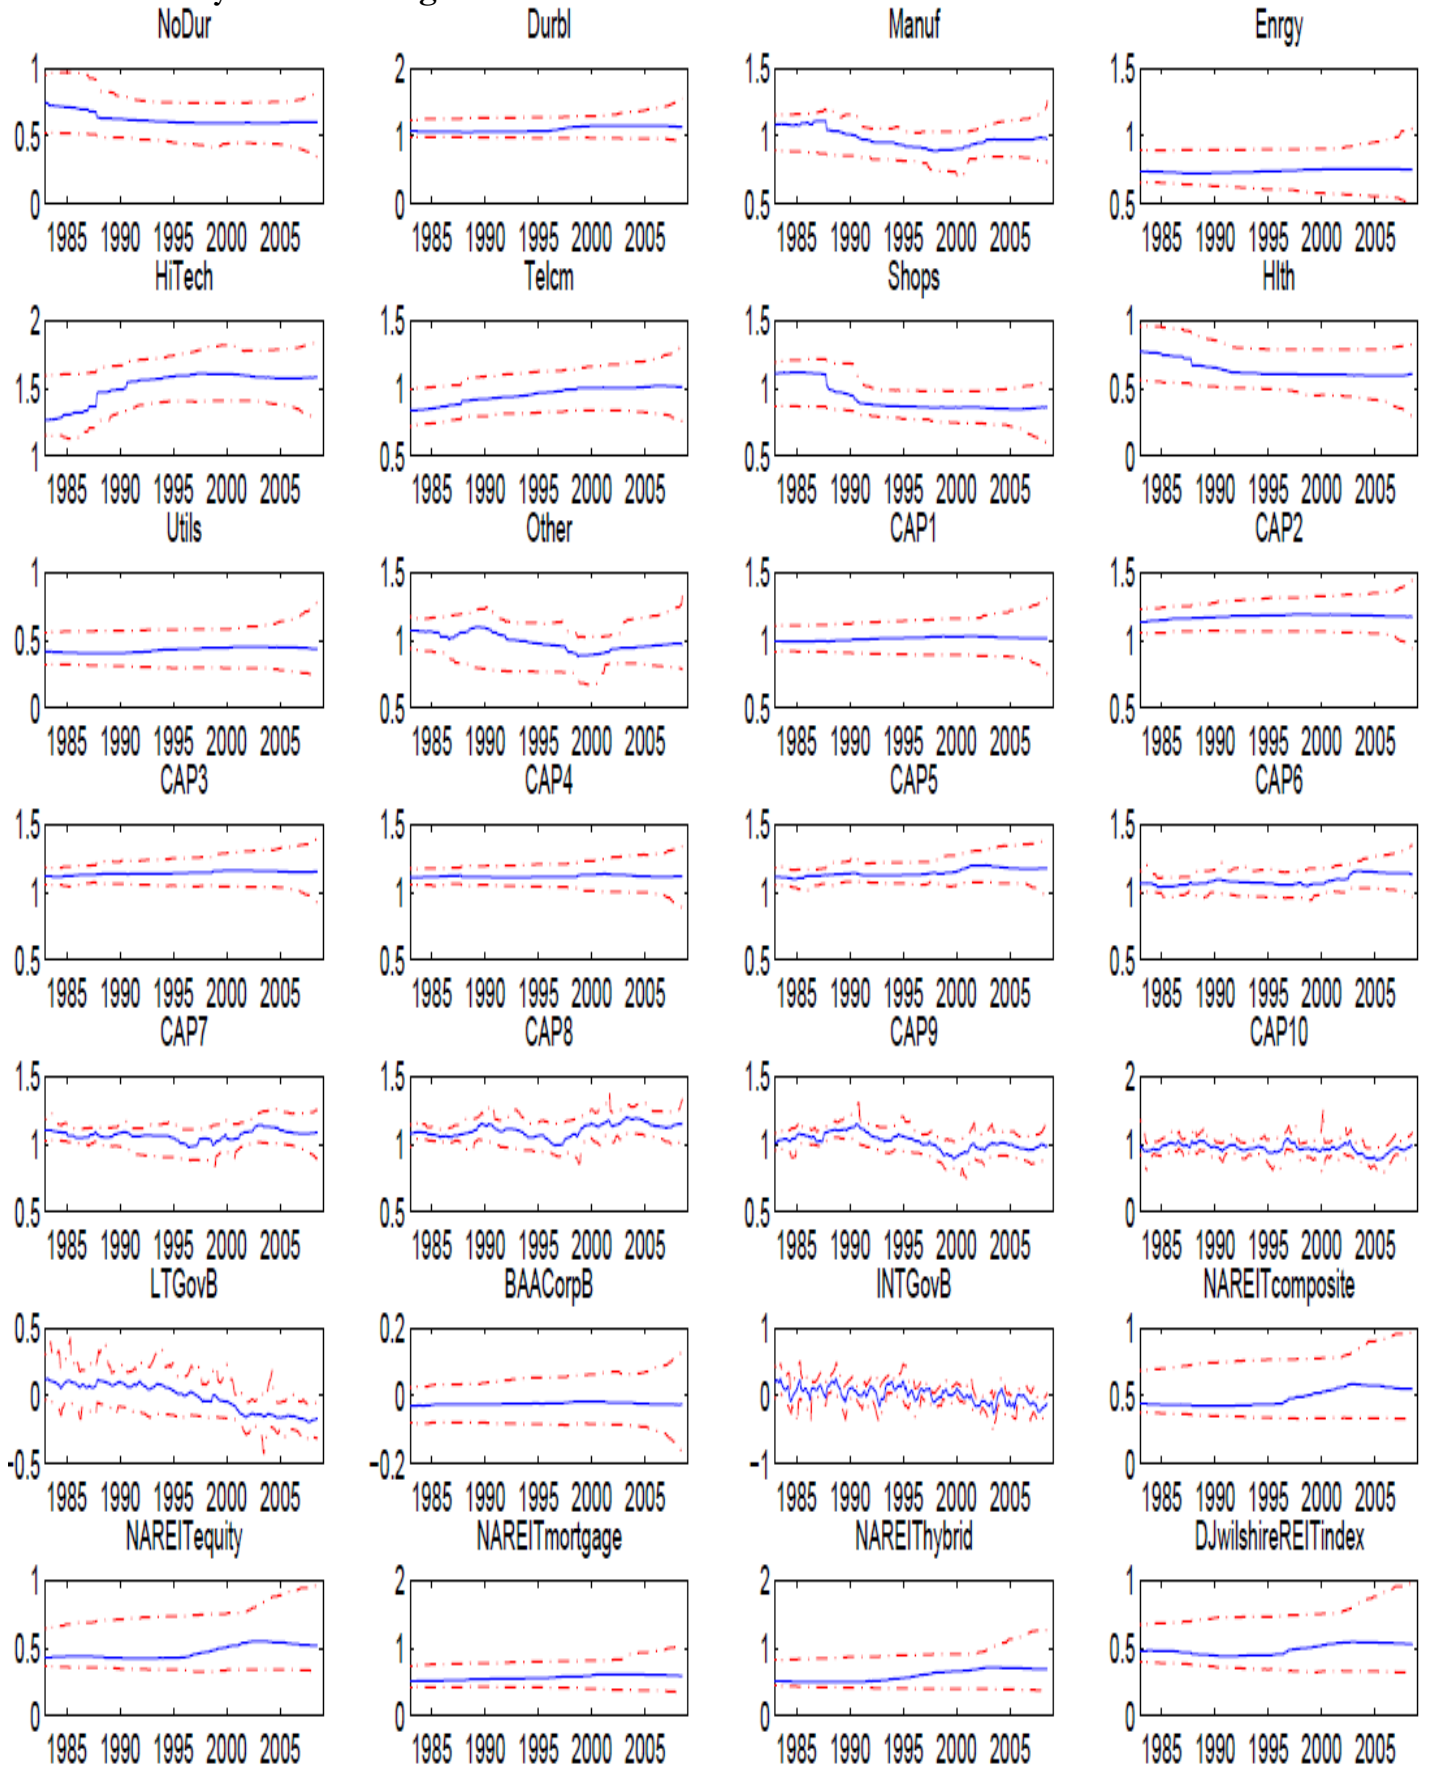 NoDur Durbl Manuf Enrgy
1 2 1.5 1.5
0.5 1 1 1
0 0 0.5 0.5
1985 1990 1995 2000 2005 1985 1990 1995 2000 2005 1985 1990 1995 2000 2005 1985 1990 1995 2000 2005
HiTech Telcm Shops Hlth
2 1.5 1.5 1
1.5 1 1 0.5
1 0.5 0.5 0
1985 1990 1995 2000 2005 1985 1990 1995 2000 2005 1985 1990 1995 2000 2005 1985 1990 1995 2000 2005
Utils Other CAP1 CAP2
1 1.5 1.5 1.5
0.5 1 1 1
0 0.5 0.5 0.5
1985 1990 1995 2000 2005 1985 1990 1995 2000 2005 1985 1990 1995 2000 2005 1985 1990 1995 2000 2005
CAP3 CAP4 CAP5 CAP6
1.5 1.5 1.5 1.5
1 1 1 1
0.5 0.5 0.5 0.5
1985 1990 1995 2000 2005 1985 1990 1995 2000 2005 1985 1990 1995 2000 2005 1985 1990 1995 2000 2005
CAP7 CAP8 CAP9 CAP10
1.5 1.5 1.5 2
1 1 1 1
0.5 0.5 0.5 0
1985 1990 1995 2000 2005 1985 1990 1995 2000 2005 1985 1990 1995 2000 2005 1985 1990 1995 2000 2005
LTGovB BAACorpB INTGovB NAREITcomposite
0.5 0.2 1 1
0 0 0 0.5
-0.5 -0.2 -1 0
1985 1990 1995 2000 2005 1985 1990 1995 2000 2005 1985 1990 1995 2000 2005 1985 1990 1995 2000 2005
NAREITequity NAREITmortgage NAREIThybrid DJwilshireREITindex
1 2 2 1
0.5 1 1 0.5
0 0 0 0
1985 1990 1995 2000 2005 1985 1990 1995 2000 2005 1985 1990 1995 2000 2005 1985 1990 1995 2000 2005